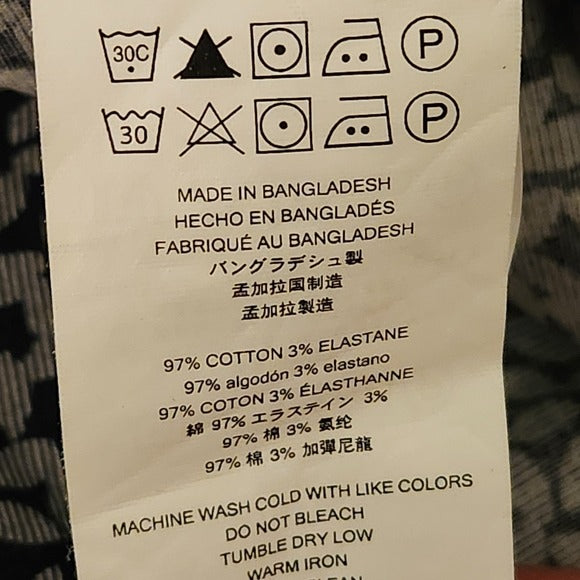 30C P
30 P
MADE IN BANGLADESH
HECHO EN BANGLADÉS
FABRIQUÉ AU BANGLADESH
バングラデシュ製
孟加拉国制造
孟加拉製造
97% COTTON 3% ELASTANE
97% algodón 3% elastano
97% COTON 3% ÉLASTHANNE
綿 97% エラステイン 3%
97% 棉 3% 氨纶
97% 棉 3% 加彈尼龍
MACHINE WASH COLD WITH LIKE COLORS
DO NOT BLEACH
TUMBLE DRY LOW
WARM IRON